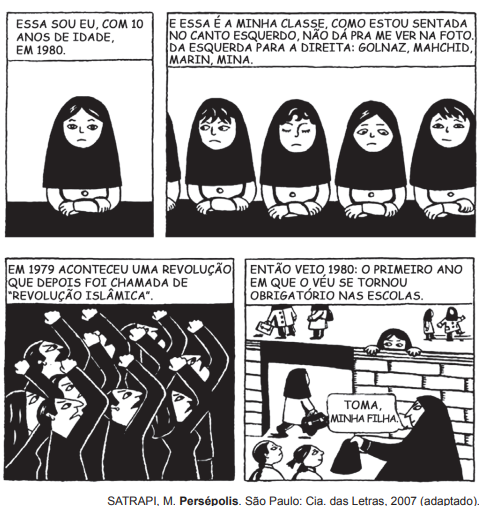 ESSA SOU EU, COM 10
ANOS DE IDADE,
EM 1980.
E ESSA É A MINHA CLASSE, COMO ESTOU SENTADA
NO CANTO ESQUERDO, NÃO DÁ PRA ME VER NA FOTO.
DA ESQUERDA PARA A DIREITA: GOLNAZ, MAHCHID,
MARIN, MINA.
EM 1979 ACONTECEU UMA REVOLUÇÃO
QUE DEPOIS FOI CHAMADA DE
"REVOLUÇÃO ISLÂMICA".
ENTÃO VEIO 1980: O PRIMEIRO ANO
EM QUE O VÉU SE TORNOU
OBRIGATÓRIO NAS ESCOLAS.
TOMA,
MINHA FILHA.
SATRAPI, M. Persépolis. São Paulo: Cia. das Letras, 2007 (adaptado).